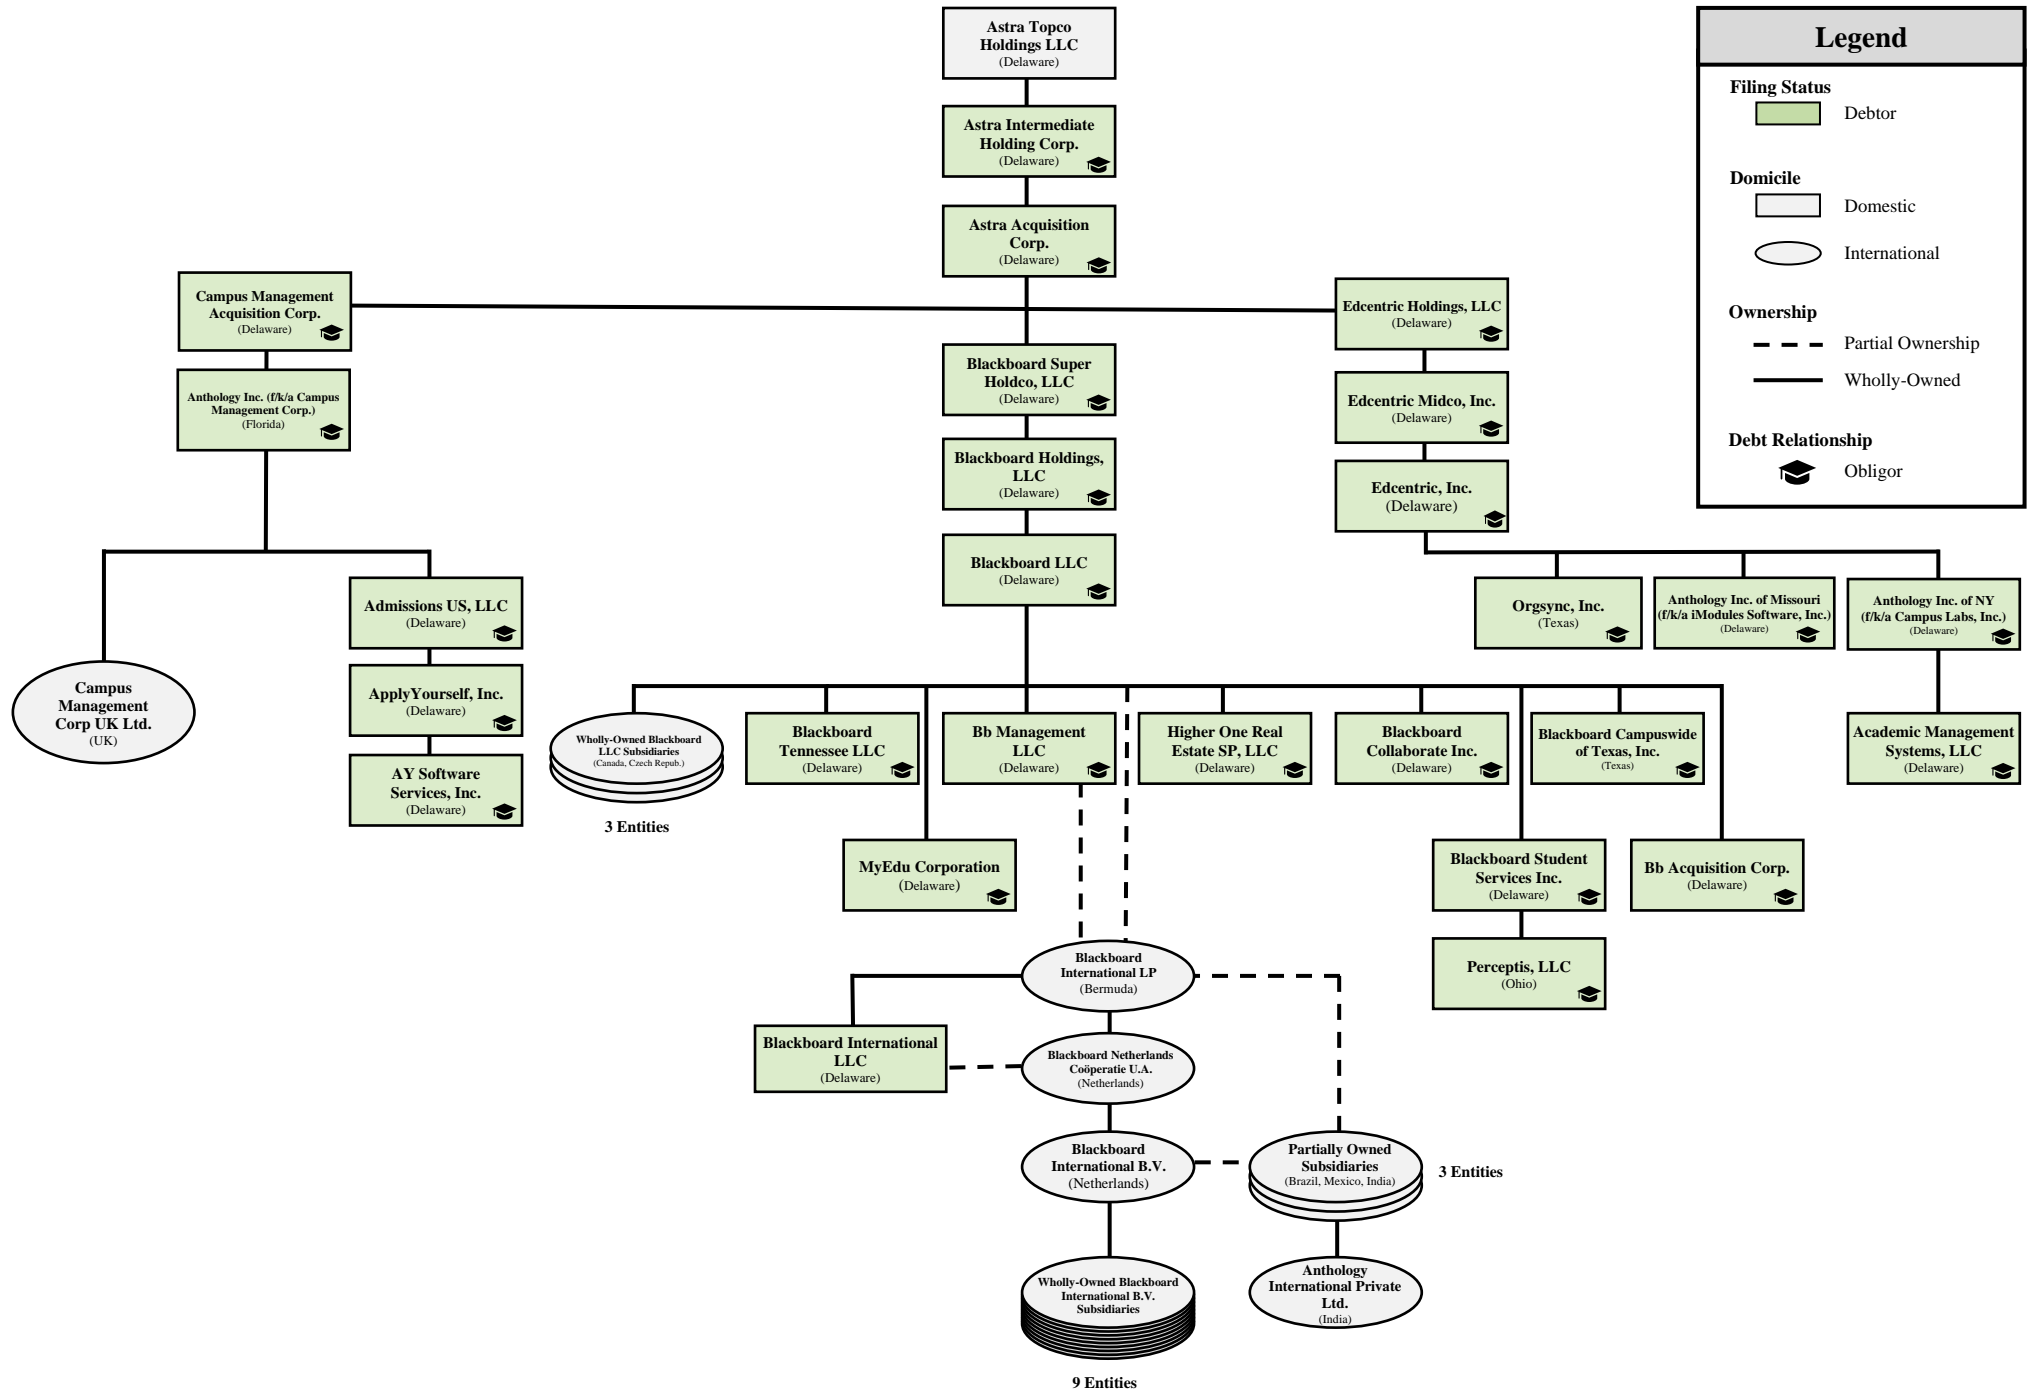 Astra Topco
Holdings LLC
(Delaware)
Legend
Filing Status
Debtor
Domicile
Domestic
International
Ownership
Partial Ownership
Wholly-Owned
Debt Relationship
Obligor
Astra Intermediate
Holding Corp.
(Delaware)
Astra Acquisition
Corp.
(Delaware)
Campus Management
Acquisition Corp.
(Delaware)
Anthology Inc. (f/k/a Campus
Management Corp.)
(Florida)
Edcentric Holdings, LLC
(Delaware)
Blackboard Super
Holdco, LLC
(Delaware)
Edcentric Midco, Inc.
(Delaware)
Blackboard Holdings,
LLC
(Delaware)
Edcentric, Inc.
(Delaware)
Blackboard LLC
(Delaware)
Admissions US, LLC
(Delaware)
Orgsync, Inc.
(Texas)
Anthology Inc. of Missouri
(f/k/a iModules Software, Inc.)
(Delaware)
Anthology Inc. of NY
(f/k/a Campus Labs, Inc.)
(Delaware)
Campus
Management
Corp UK Ltd.
(UK)
ApplyYourself, Inc.
(Delaware)
AY Software
Services, Inc.
(Delaware)
Wholly-Owned Blackboard
LLC Subsidiaries
(Canada, Czech Repub.)
3 Entities
Blackboard
Tennessee LLC
(Delaware)
Bb Management
LLC
(Delaware)
Higher One Real
Estate SP, LLC
(Delaware)
Blackboard
Collaborate Inc.
(Delaware)
Blackboard Campuswide
of Texas, Inc.
(Texas)
Academic Management
Systems, LLC
(Delaware)
MyEdu Corporation
(Delaware)
Blackboard Student
Services Inc.
(Delaware)
Bb Acquisition Corp.
(Delaware)
Blackboard
International LP
(Bermuda)
Perceptis, LLC
(Ohio)
Blackboard International
LLC
(Delaware)
Blackboard Netherlands
Coöperatie U.A.
(Netherlands)
Blackboard
International B.V.
(Netherlands)
Partially Owned
Subsidiaries
(Brazil, Mexico, India)
3 Entities
Wholly-Owned Blackboard
International B.V.
Subsidiaries
9 Entities
Anthology
International Private
Ltd.
(India)